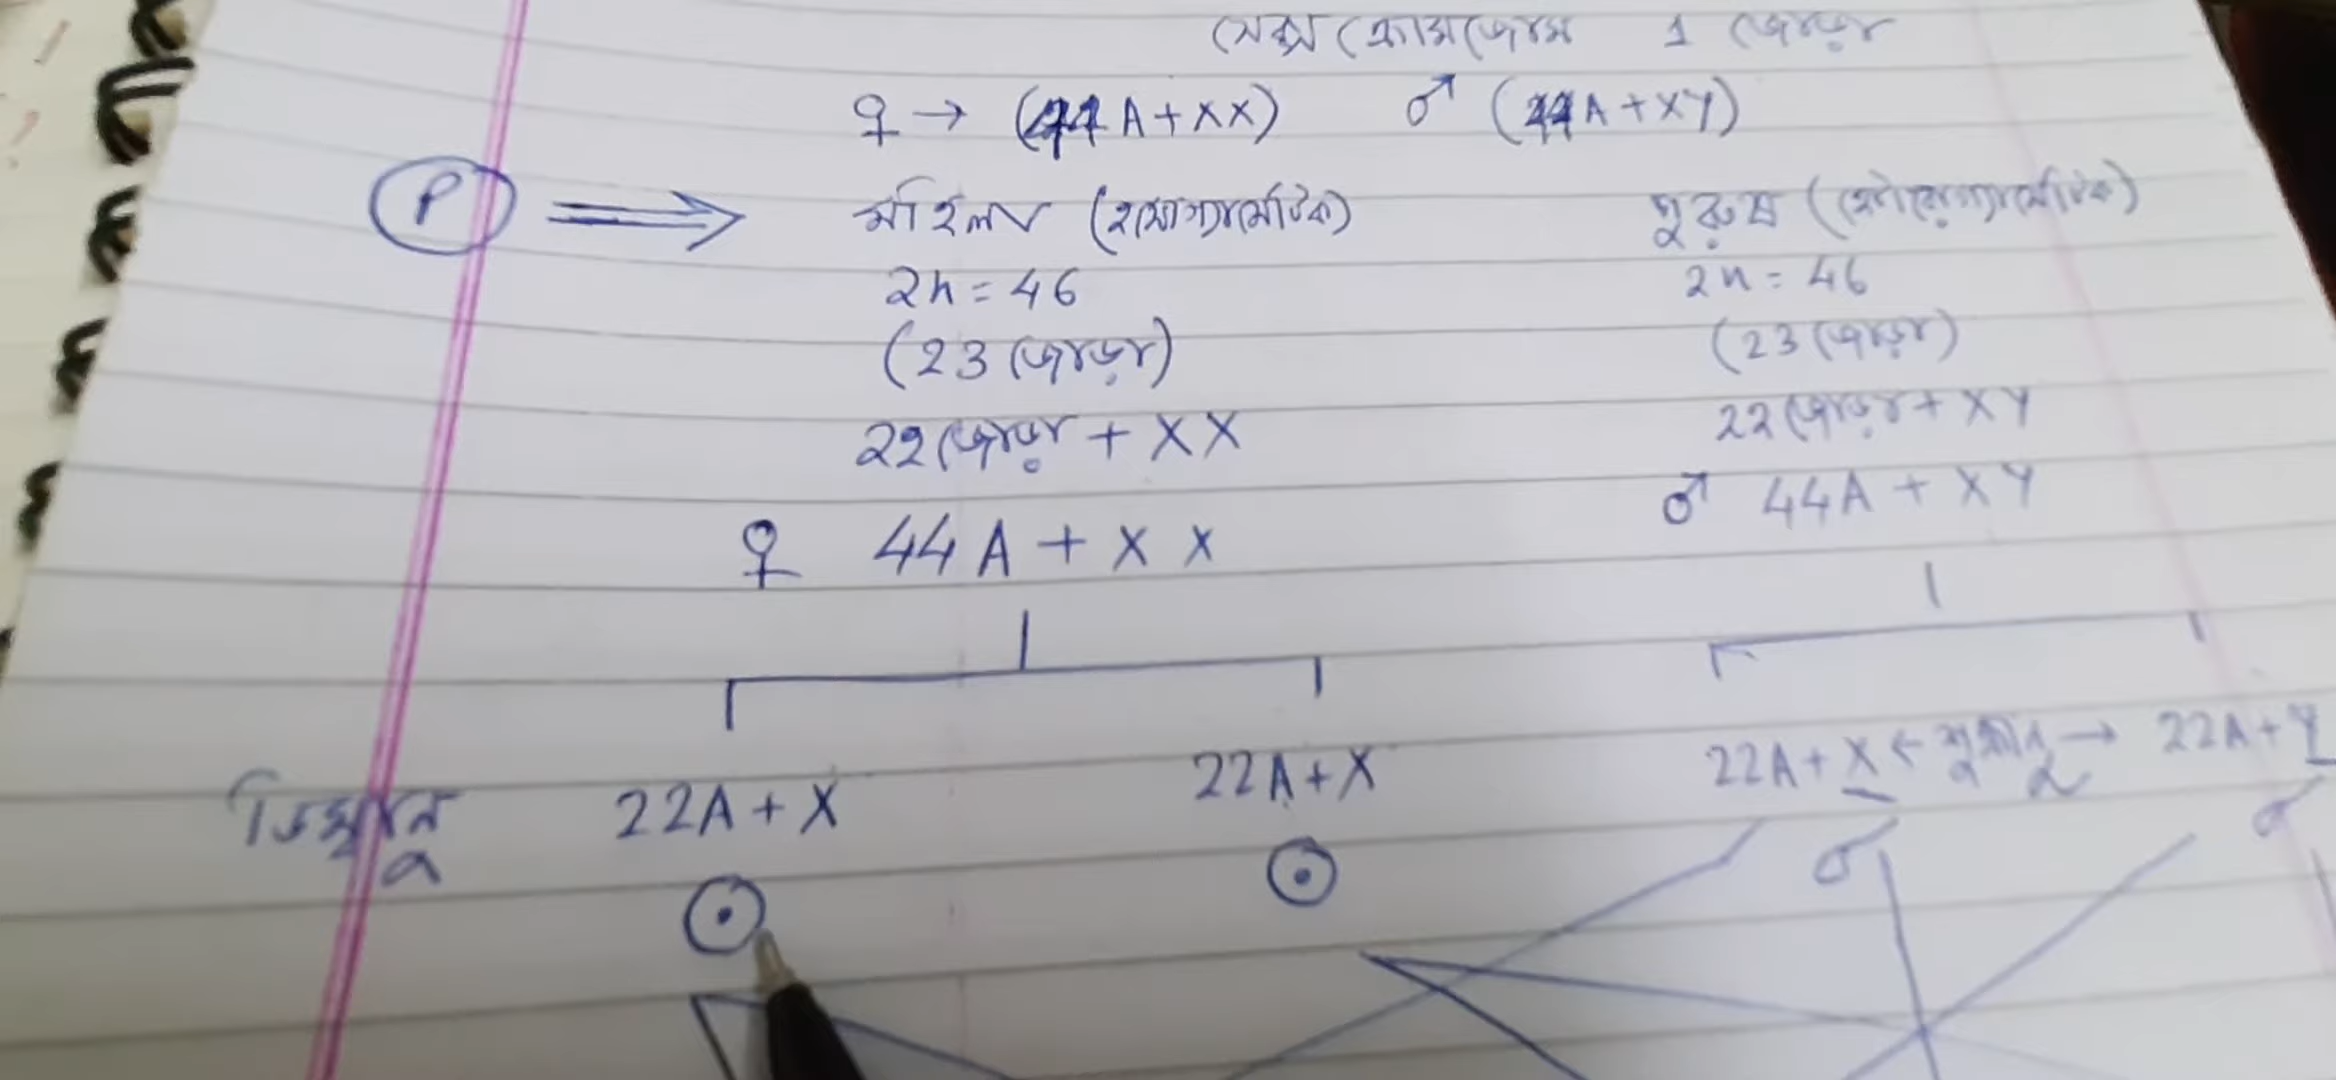 সেক্স ক্রোমোজোম 1 জোড়া
♀ → (44A+XX) ♂ (44A+XY)
P ⇒ মহিলা (হোমোগ্যামেটিক) পুরুষ (হেটারোগ্যামেটিক)
2n = 46 2n = 46
(23 জোড়া) (23 জোড়া)
22 জোড়া + XX 22 জোড়া + XY
♀ 44A + XX ♂ 44A + XY
ডিম্বানু 22A+X 22A+X 22A+X ← শুক্রানু → 22A+Y